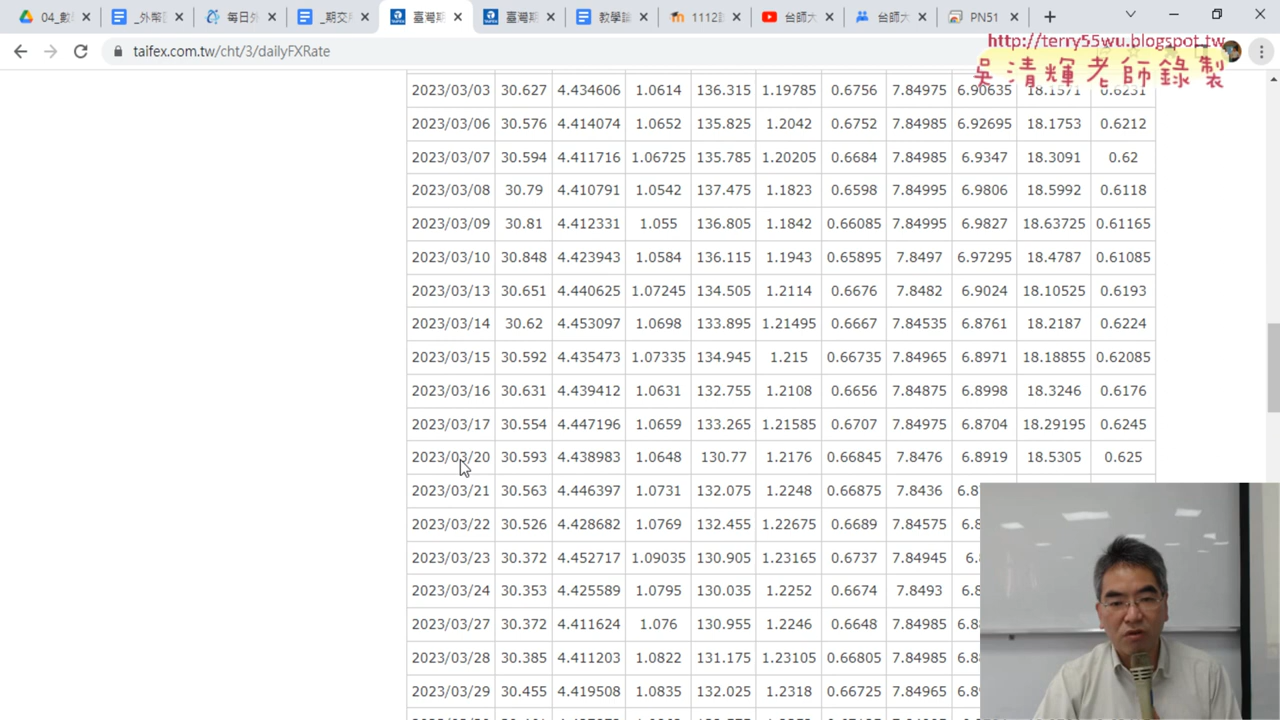 04_數
_外幣匯
每日外
_期交所
臺灣期
臺灣期
教學論
1112話
台師大
台師大
PN51
taifex.com.tw/cht/3/dailyFXRate
http://terry55wu.blogspot.tw
吳清輝老師錄製
2023/03/03 30.627 4.434606 1.0614 136.315 1.19785 0.6756 7.84975 6.90635 18.1571 0.6231
2023/03/06 30.576 4.414074 1.0652 135.825 1.2042 0.6752 7.84985 6.92695 18.1753 0.6212
2023/03/07 30.594 4.411716 1.06725 135.785 1.20205 0.6684 7.84985 6.9347 18.3091 0.62
2023/03/08 30.79 4.410791 1.0542 137.475 1.1823 0.6598 7.84995 6.9806 18.5992 0.6118
2023/03/09 30.81 4.412331 1.055 136.805 1.1842 0.66085 7.84995 6.9827 18.63725 0.61165
2023/03/10 30.848 4.423943 1.0584 136.115 1.1943 0.65895 7.8497 6.97295 18.4787 0.61085
2023/03/13 30.651 4.440625 1.07245 134.505 1.2114 0.6676 7.8482 6.9024 18.10525 0.6193
2023/03/14 30.62 4.453097 1.0698 133.895 1.21495 0.6667 7.84535 6.8761 18.2187 0.6224
2023/03/15 30.592 4.435473 1.07335 134.945 1.215 0.66735 7.84965 6.8971 18.18855 0.62085
2023/03/16 30.631 4.439412 1.0631 132.755 1.2108 0.6656 7.84875 6.8998 18.3246 0.6176
2023/03/17 30.554 4.447196 1.0659 133.265 1.21585 0.6707 7.84975 6.8704 18.29195 0.6245
2023/03/20 30.593 4.438983 1.0648 130.77 1.2176 0.66845 7.8476 6.8919 18.5305 0.625
2023/03/21 30.563 4.446397 1.0731 132.075 1.2248 0.66875 7.8436
2023/03/22 30.526 4.428682 1.0769 132.455 1.22675 0.6689 7.84575
2023/03/23 30.372 4.452717 1.09035 130.905 1.23165 0.6737 7.84945
2023/03/24 30.353 4.425589 1.0795 130.035 1.2252 0.6674 7.8493
2023/03/27 30.372 4.411624 1.076 130.955 1.2246 0.6648 7.84985
2023/03/28 30.385 4.411203 1.0822 131.175 1.23105 0.66805 7.84985
2023/03/29 30.455 4.419508 1.0835 132.025 1.2318 0.66725 7.84965